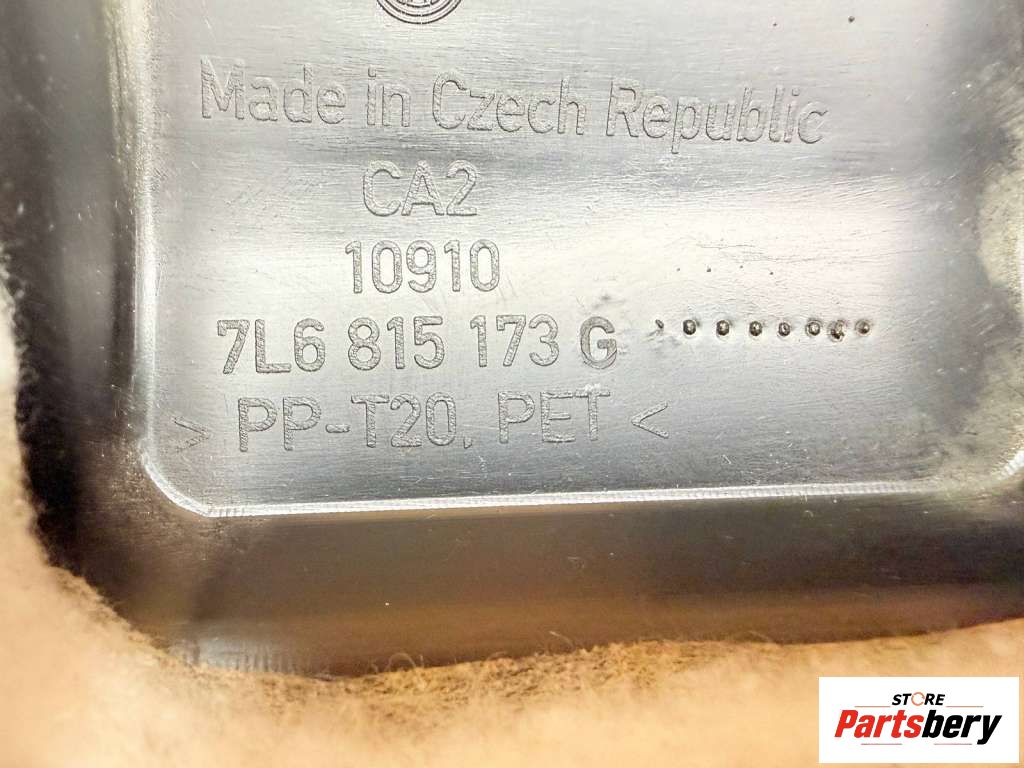 Made in Czech Republic
CA2
10910
7L6 815 173 G
> PP-T20, PET <
STORE
Partsbery